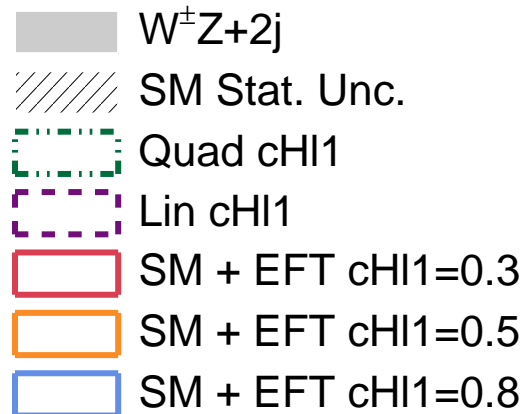 W±Z+2j
SM Stat. Unc.
Quad cHl1
Lin cHl1
SM + EFT cHl1=0.3
SM + EFT cHl1=0.5
SM + EFT cHl1=0.8